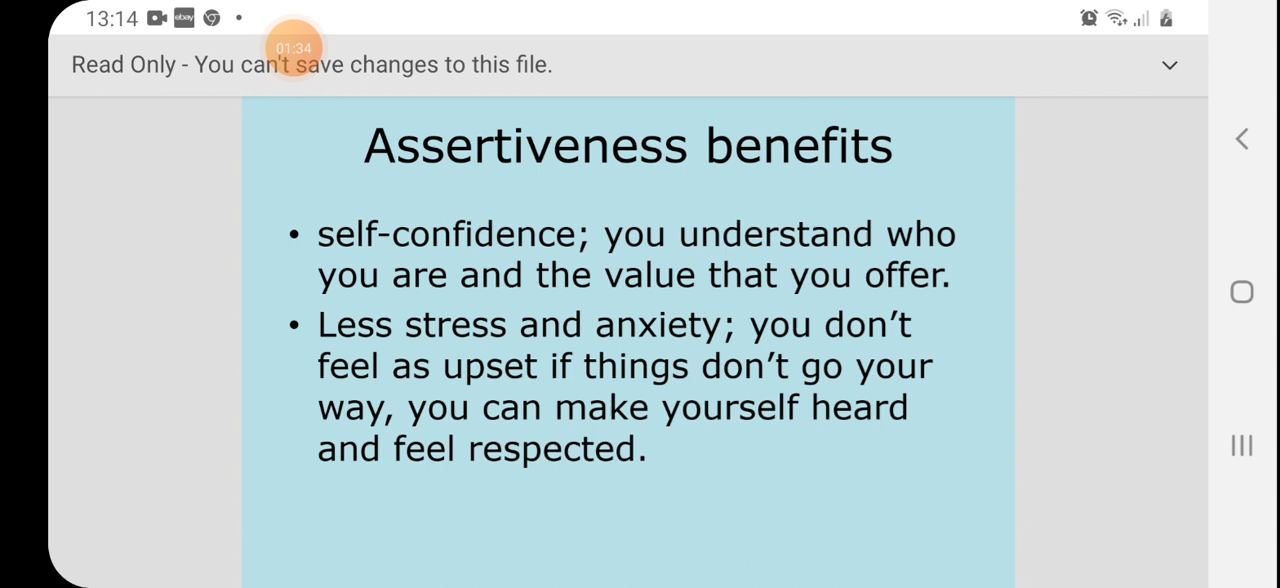 13:14 ebay
01:34
Read Only - You can't save changes to this file.
Assertiveness benefits
• self-confidence; you understand who
you are and the value that you offer.
• Less stress and anxiety; you don’t
feel as upset if things don’t go your
way, you can make yourself heard
and feel respected.